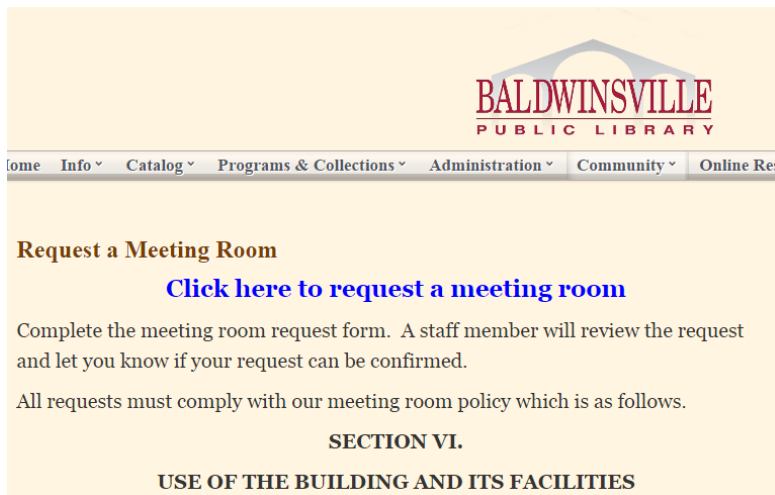 BALDWINSVILLE
PUBLIC LIBRARY
Info Catalog Programs & Collections Administration Community Online
Request a Meeting Room
Click here to request a meeting room
Complete the meeting room request form. A staff member will review the request
and let you know if your request can be confirmed.
All requests must comply with our meeting room policy which is as follows.
SECTION VI.
USE OF THE BUILDING AND ITS FACILITIES